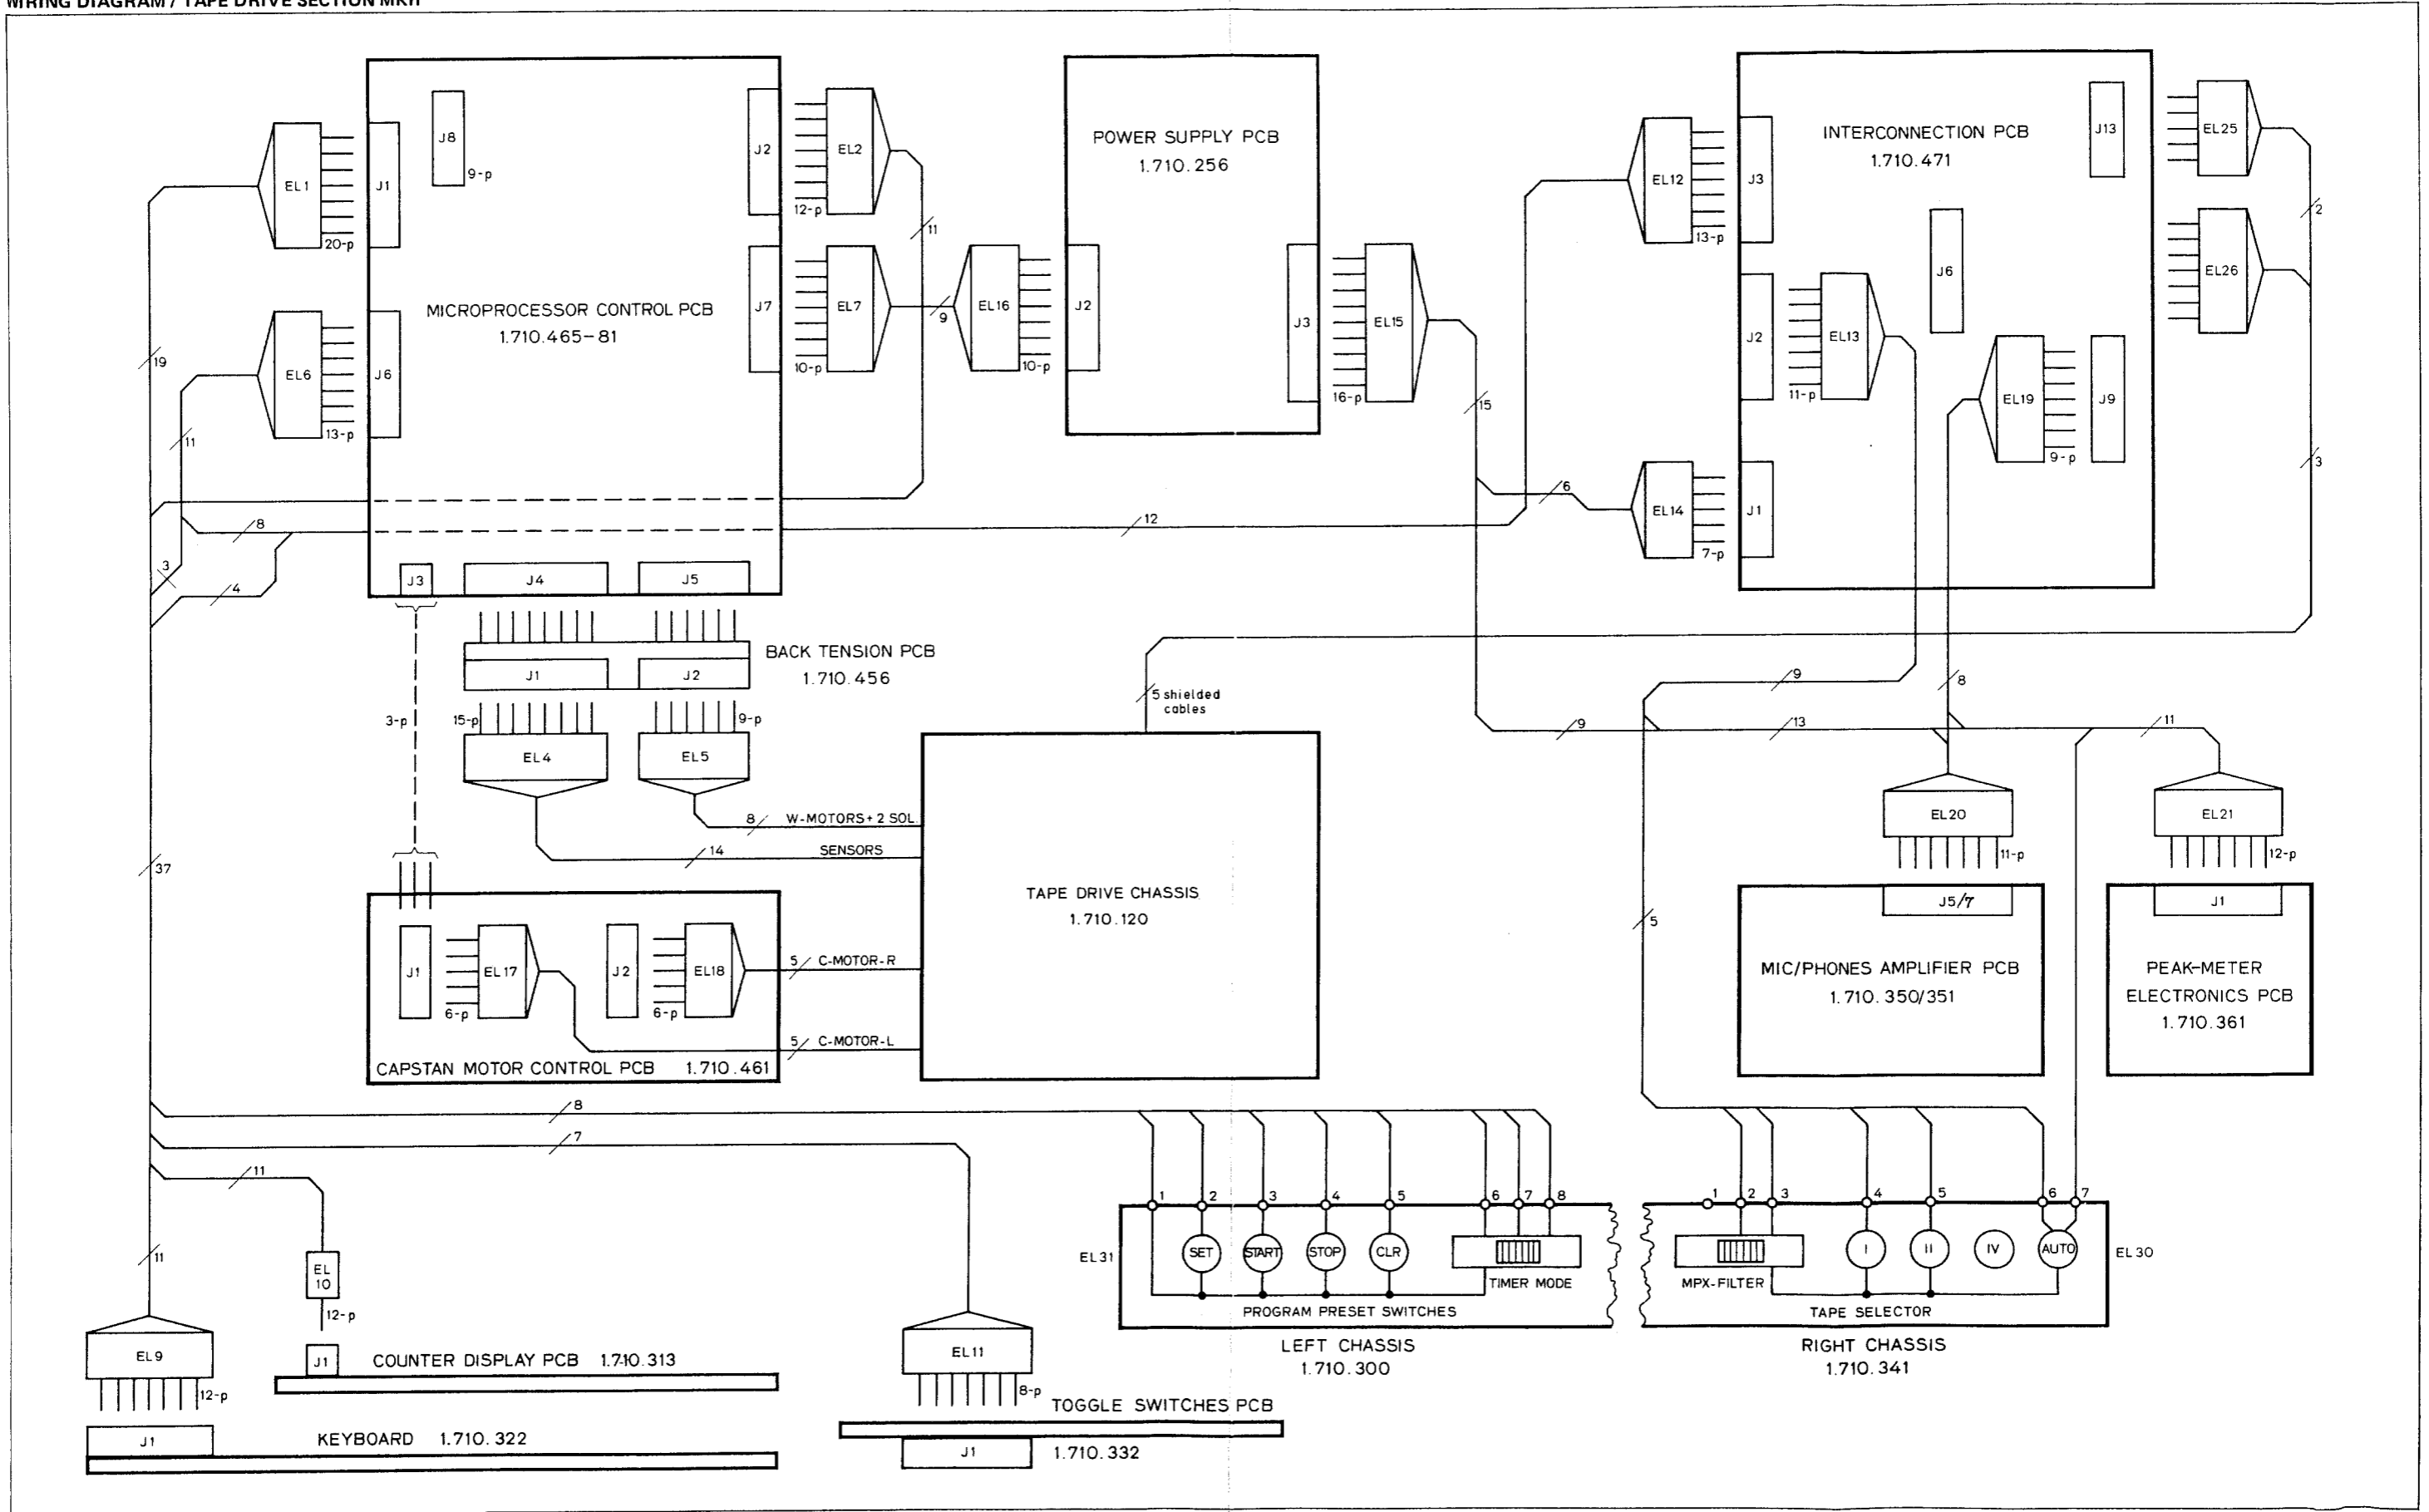 WIRING DIAGRAM / TAPE DRIVE SECTION MKII
J8
9-p
EL1
20-p
J1
J2
EL2
12-p
11
EL6
13-p
J6
MICROPROCESSOR CONTROL PCB
1.710.465-81
J7
EL7
10-p
9
EL16
10-p
J2
POWER SUPPLY PCB
1.710.256
J3
EL15
16-p
15
EL12
13-p
J3
INTERCONNECTION PCB
1.710.471
J13
EL25
2
J6
EL26
J2
EL13
11-p
EL19
9-p
J9
3
6
EL14
7-p
J1
19
11
8
12
3
4
J3
J4
J5
BACK TENSION PCB
1.710.456
J1
J2
3-p
15-p
9-p
EL4
EL5
5 shielded
cables
8
W-MOTORS+2 SOL.
14
SENSORS
TAPE DRIVE CHASSIS
1.710.120
5
C-MOTOR-R
5
C-MOTOR-L
J1
EL17
6-p
J2
EL18
6-p
CAPSTAN MOTOR CONTROL PCB 1.710.461
37
9
8
9
13
11
5
EL20
11-p
EL21
12-p
J5/7
J1
MIC/PHONES AMPLIFIER PCB
1.710.350/351
PEAK-METER
ELECTRONICS PCB
1.710.361
8
7
11
11
EL
10
12-p
J1
COUNTER DISPLAY PCB 1.710.313
EL9
12-p
J1
KEYBOARD 1.710.322
EL11
8-p
TOGGLE SWITCHES PCB
J1
1.710.332
1 2 3 4 5 6 7 8
EL31
SET
START
STOP
CLR
TIMER MODE
PROGRAM PRESET SWITCHES
LEFT CHASSIS
1.710.300
1 2 3 4 5 6 7
MPX-FILTER
I
II
IV
AUTO
EL30
TAPE SELECTOR
RIGHT CHASSIS
1.710.341